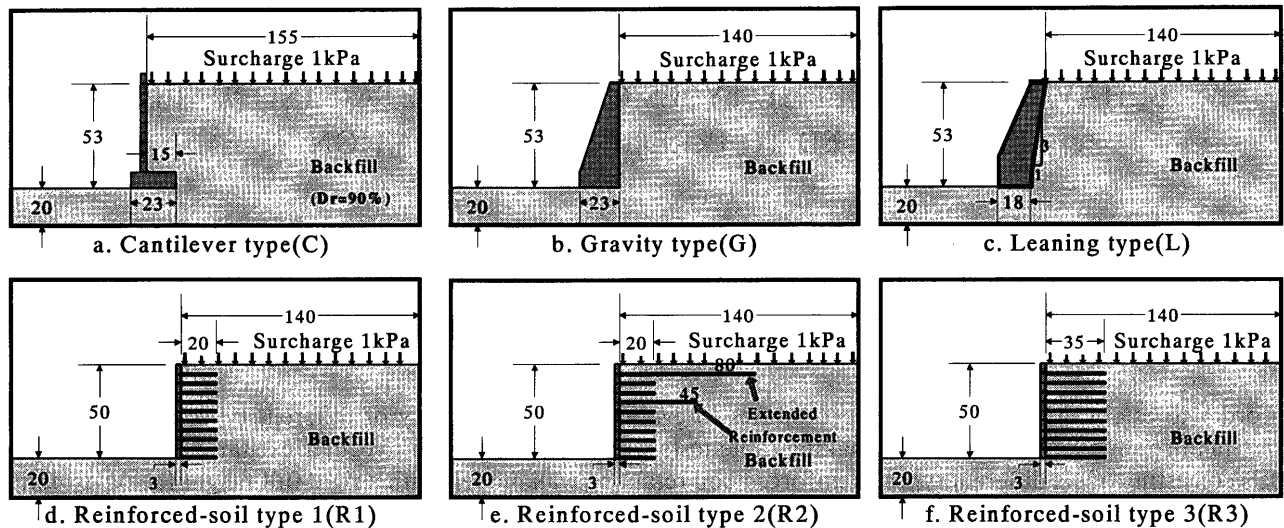 155
Surcharge 1kPa
53
15
Backfill
(Dr=90%)
20
23
a. Cantilever type(C)
140
Surcharge 1kPa
53
Backfill
20
23
b. Gravity type(G)
140
Surcharge 1kPa
53
3
Backfill
1
20
18
c. Leaning type(L)
140
20 Surcharge 1kPa
50
Backfill
20
3
d. Reinforced-soil type 1(R1)
140
20 Surcharge 1kPa
80
45
50
Extended
Reinforcement
Backfill
20
3
e. Reinforced-soil type 2(R2)
140
35
Surcharge 1kPa
50
Backfill
20
3
f. Reinforced-soil type 3(R3)